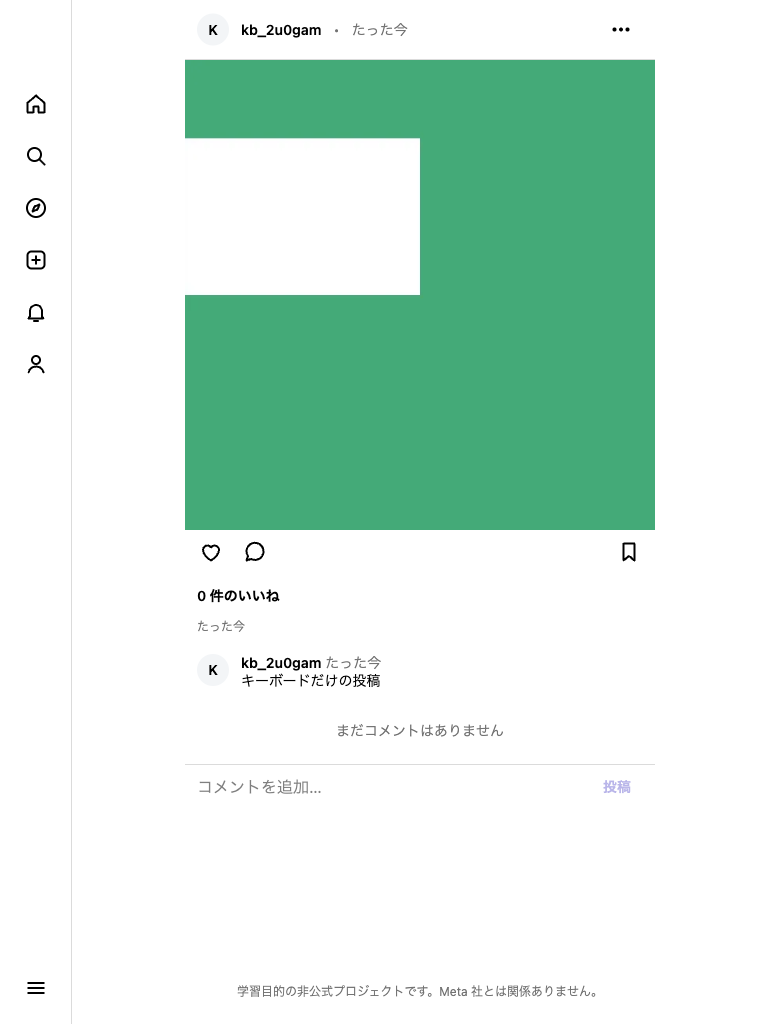 K kb_2u0gam • たった今
0 件のいいね
たった今
K kb_2u0gam たった今
キーボードだけの投稿
まだコメントはありません
コメントを追加... 投稿
学習目的の非公式プロジェクトです。Meta 社とは関係ありません。